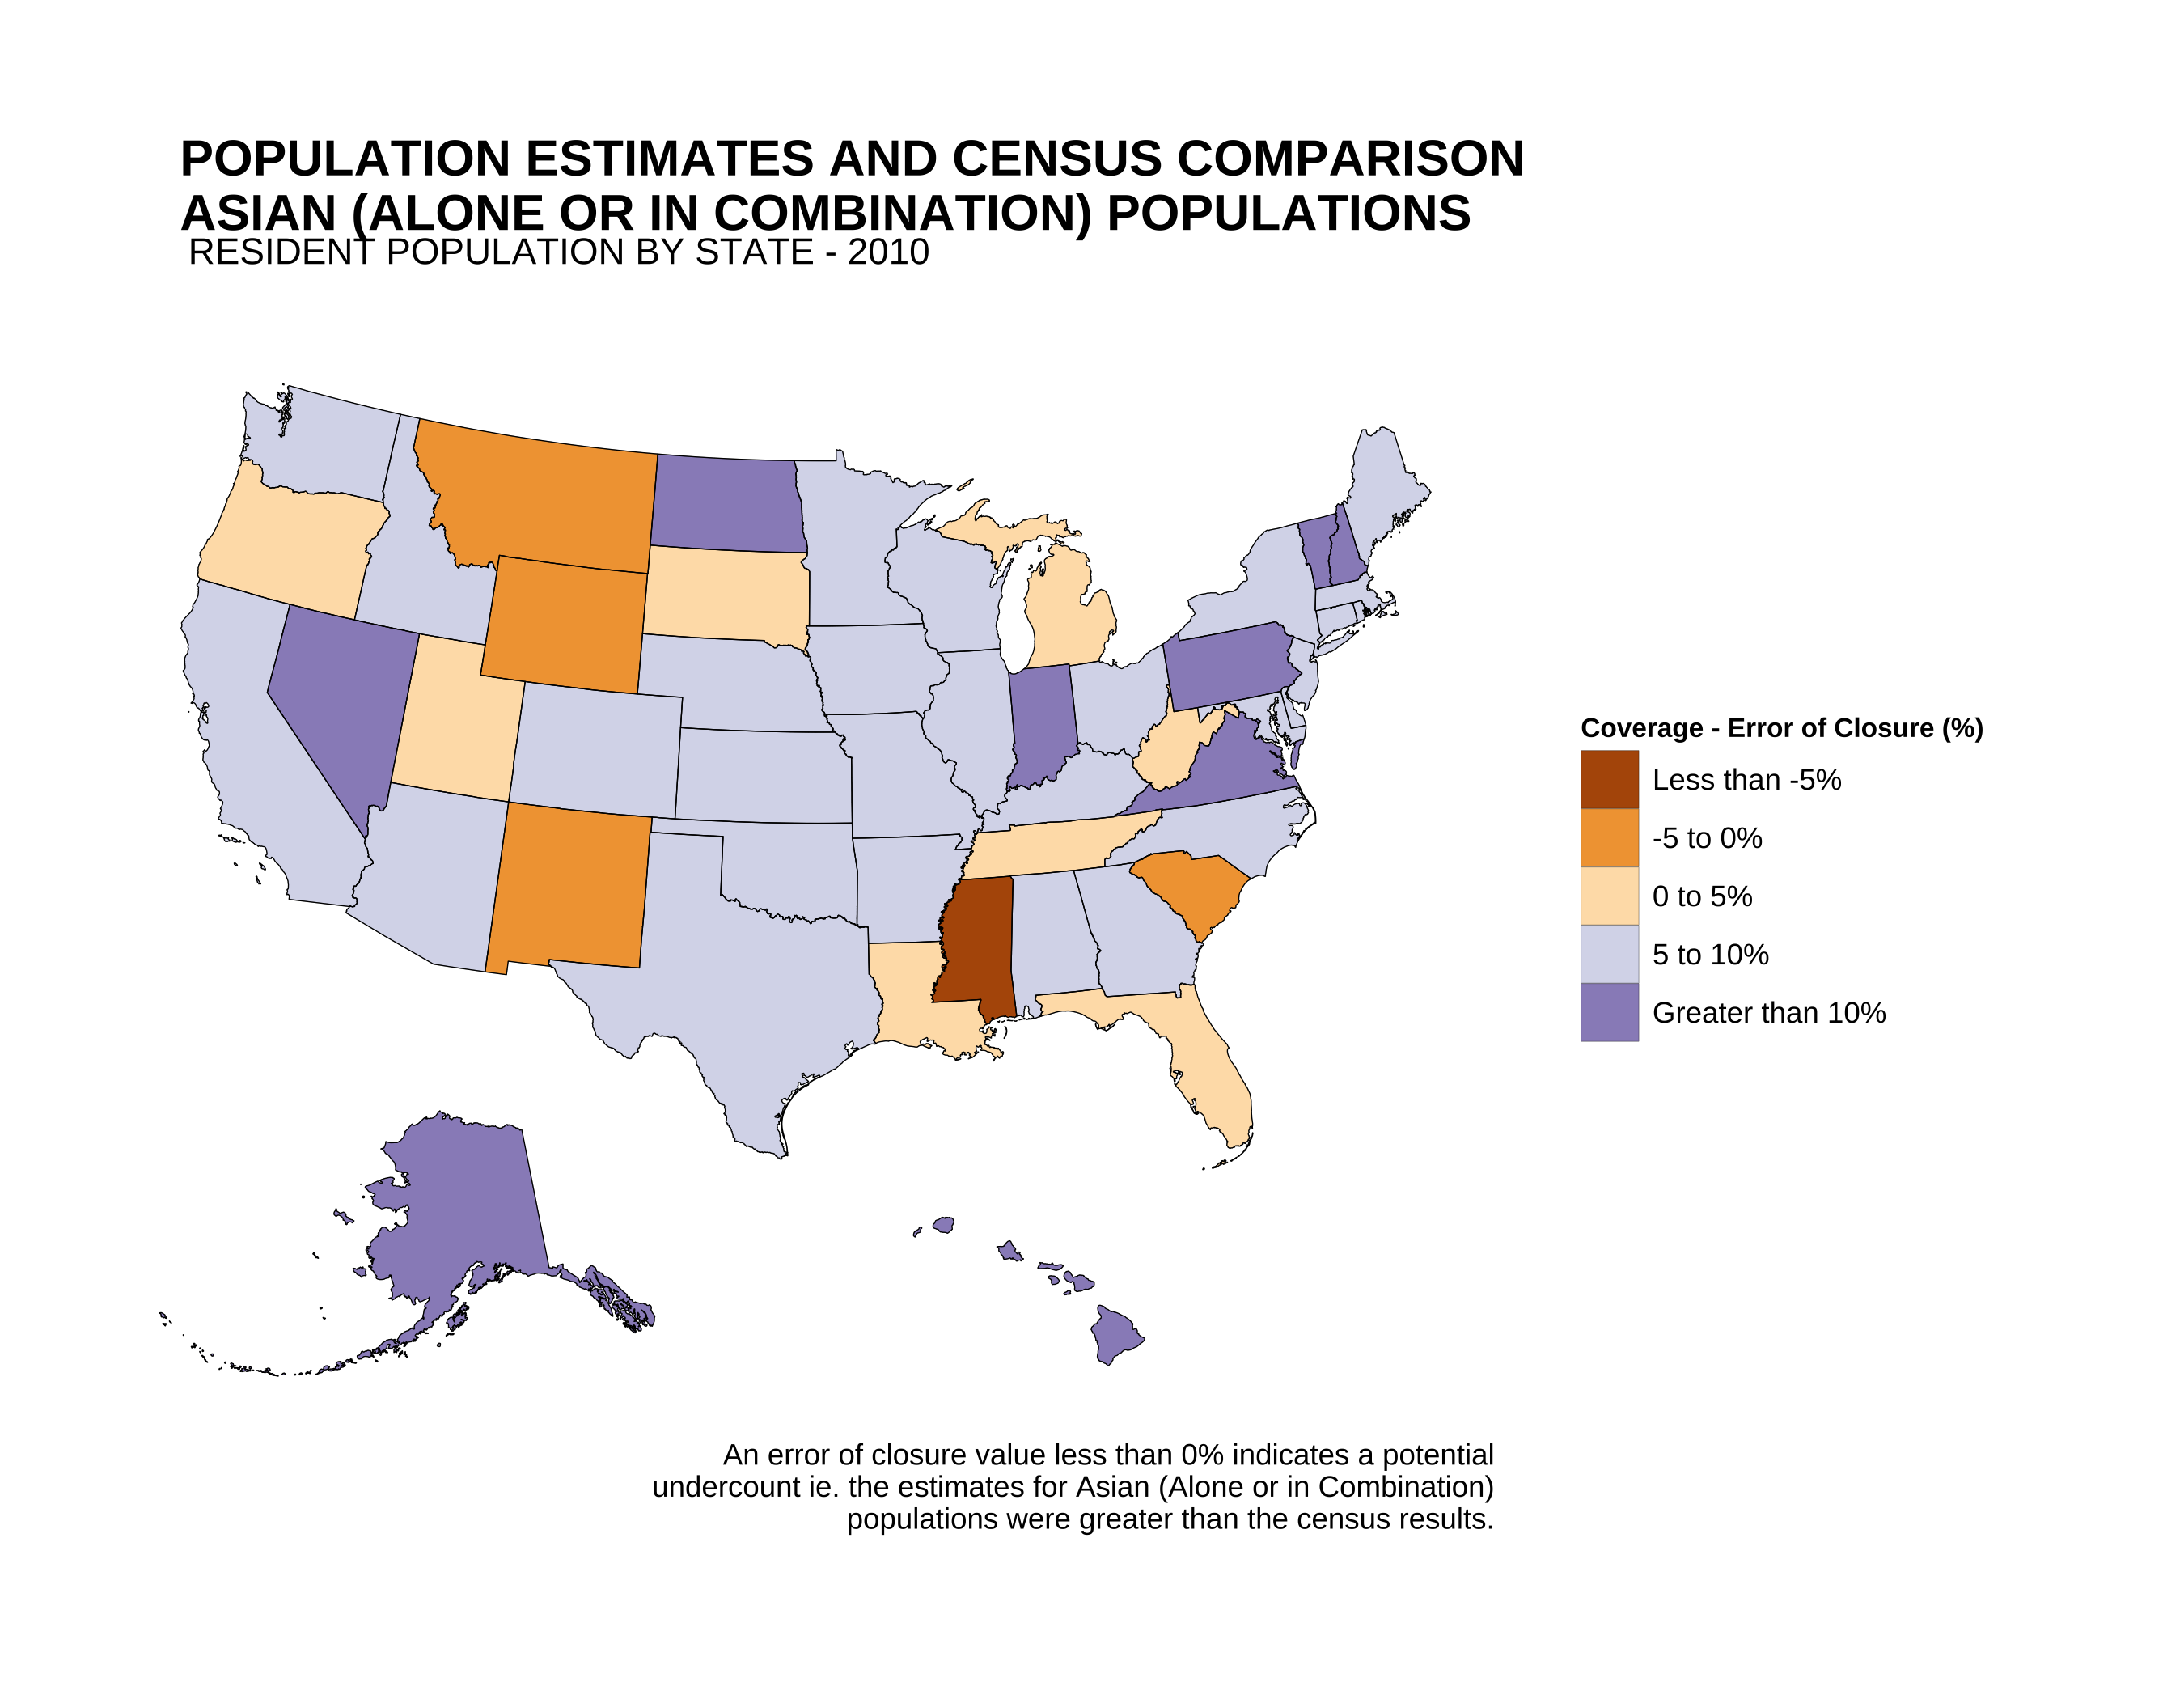 POPULATION ESTIMATES AND CENSUS COMPARISON
ASIAN (ALONE OR IN COMBINATION) POPULATIONS
RESIDENT POPULATION BY STATE - 2010
Coverage - Error of Closure (%)
Less than -5%
-5 to 0%
0 to 5%
5 to 10%
Greater than 10%
An error of closure value less than 0% indicates a potential
undercount ie. the estimates for Asian (Alone or in Combination)
populations were greater than the census results.